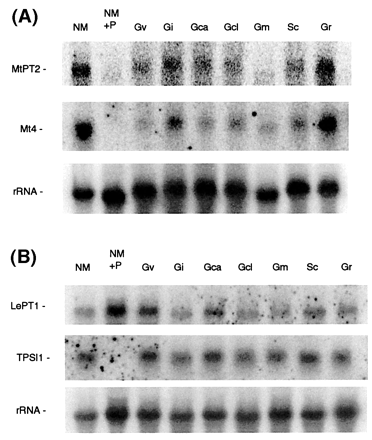 (A)
NM NM +P Gv Gi Gca Gcl Gm Sc Gr
MtPT2 -
Mt4 -
rRNA -
(B)
NM NM +P Gv Gi Gca Gcl Gm Sc Gr
LePT1 -
TPSI1 -
rRNA -